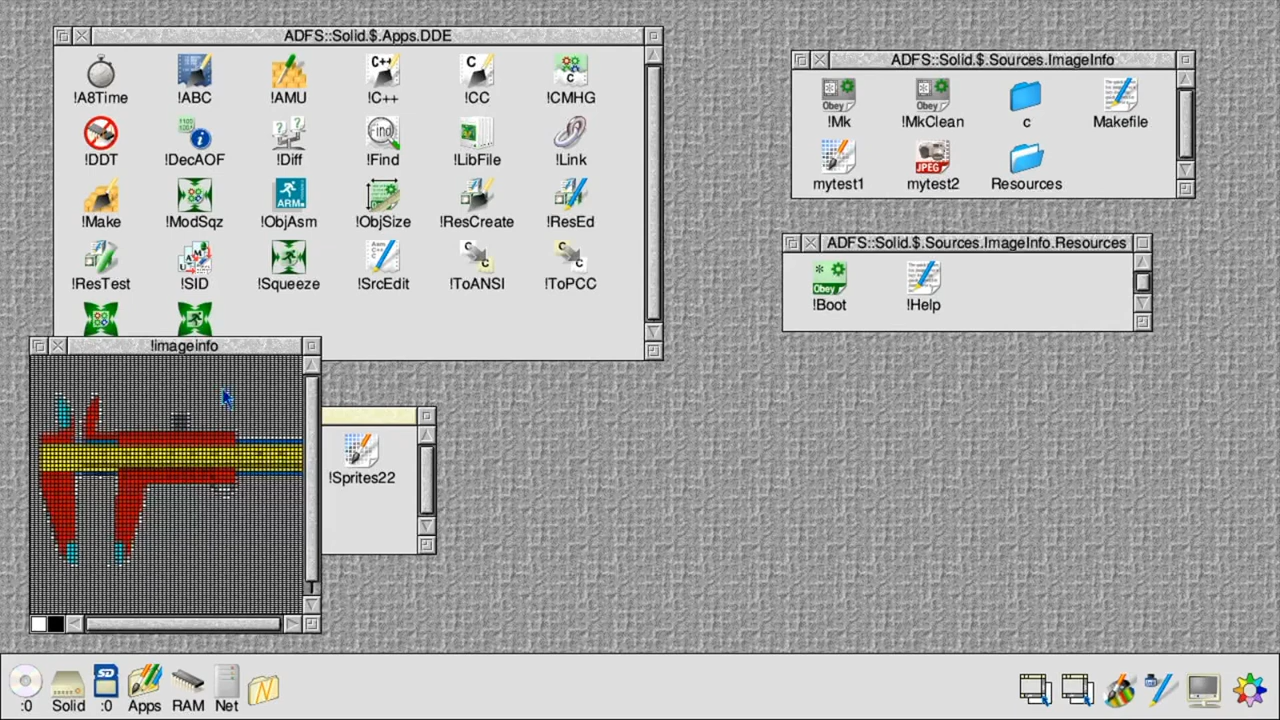 ADFS::Solid.$.Apps.DDE
!A8Time !ABC !AMU !C++ !CC !CMHG
!DDT !DecAOF !Diff !Find !LibFile !Link
!Make !ModSqz !ObjAsm !ObjSize !ResCreate !ResEd
!ResTest !SID !Squeeze !SrcEdit !ToANSI !ToPCC
ADFS::Solid.$.Sources.ImageInfo
!Mk !MkClean c Makefile
mytest1 mytest2 Resources
ADFS::Solid.$.Sources.ImageInfo.Resources
!Boot !Help
!imageinfo
!Sprites22
:0 Solid :0 Apps RAM Net